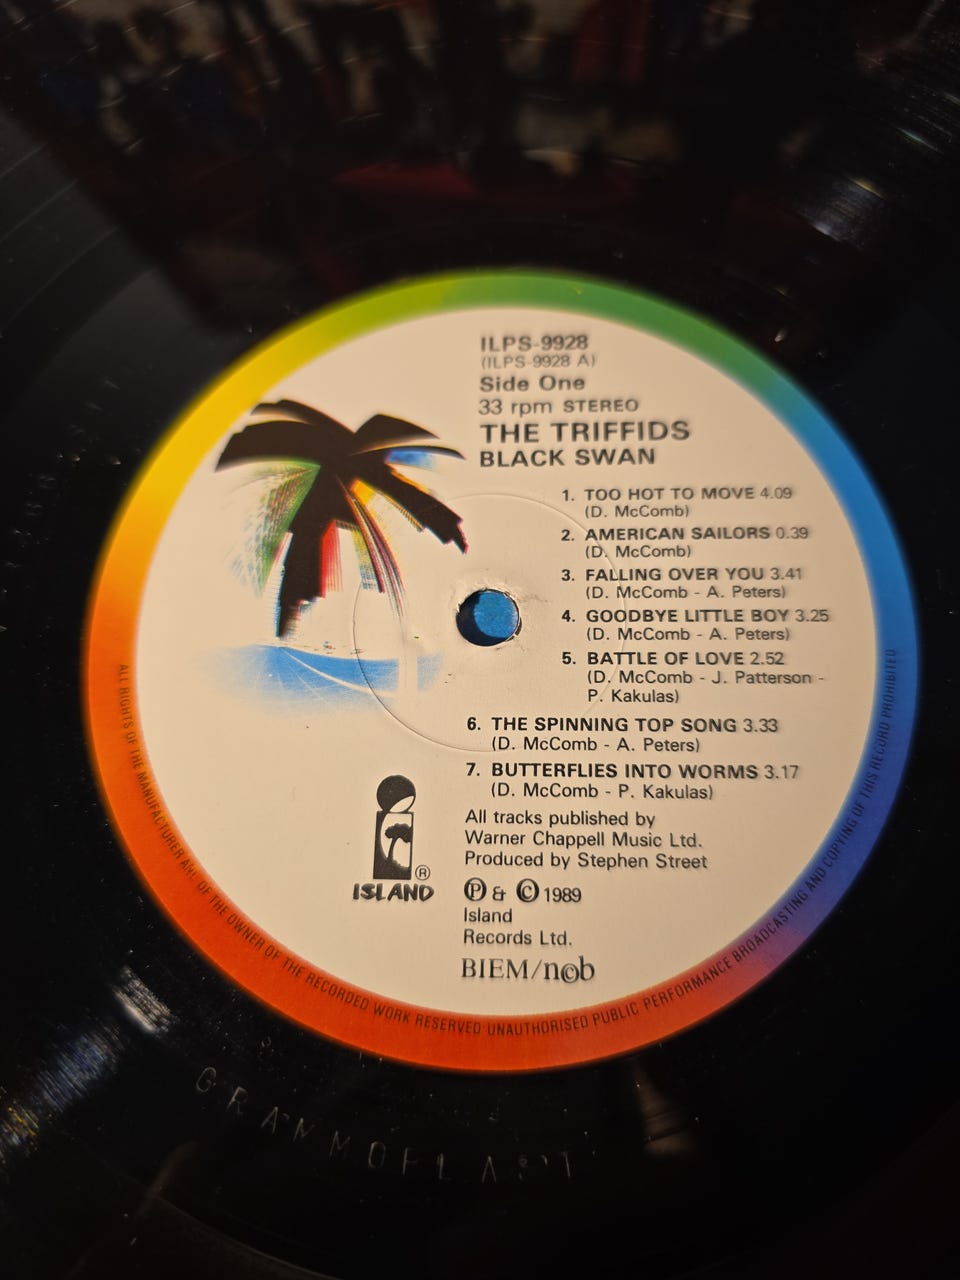 ILPS-9928
(ILPS-9928 A)
Side One
33 rpm STEREO
THE TRIFFIDS
BLACK SWAN
1. TOO HOT TO MOVE 4.09
(D. McComb)
2. AMERICAN SAILORS 0.39
(D. McComb)
3. FALLING OVER YOU 3.41
(D. McComb - A. Peters)
4. GOODBYE LITTLE BOY 3.25
(D. McComb - A. Peters)
5. BATTLE OF LOVE 2.52
(D. McComb - J. Patterson -
P. Kakulas)
6. THE SPINNING TOP SONG 3.33
(D. McComb - A. Peters)
7. BUTTERFLIES INTO WORMS 3.17
(D. McComb - P. Kakulas)
All tracks published by
Warner Chappell Music Ltd.
Produced by Stephen Street
℗ & © 1989
Island
Records Ltd.
BIEM/ncb
®
ISLAND
ALL RIGHTS OF THE MANUFACTURER AND OF THE OWNER OF THE RECORDED WORK RESERVED UNAUTHORISED PUBLIC PERFORMANCE BROADCASTING AND COPYING OF THIS RECORD PROHIBITED